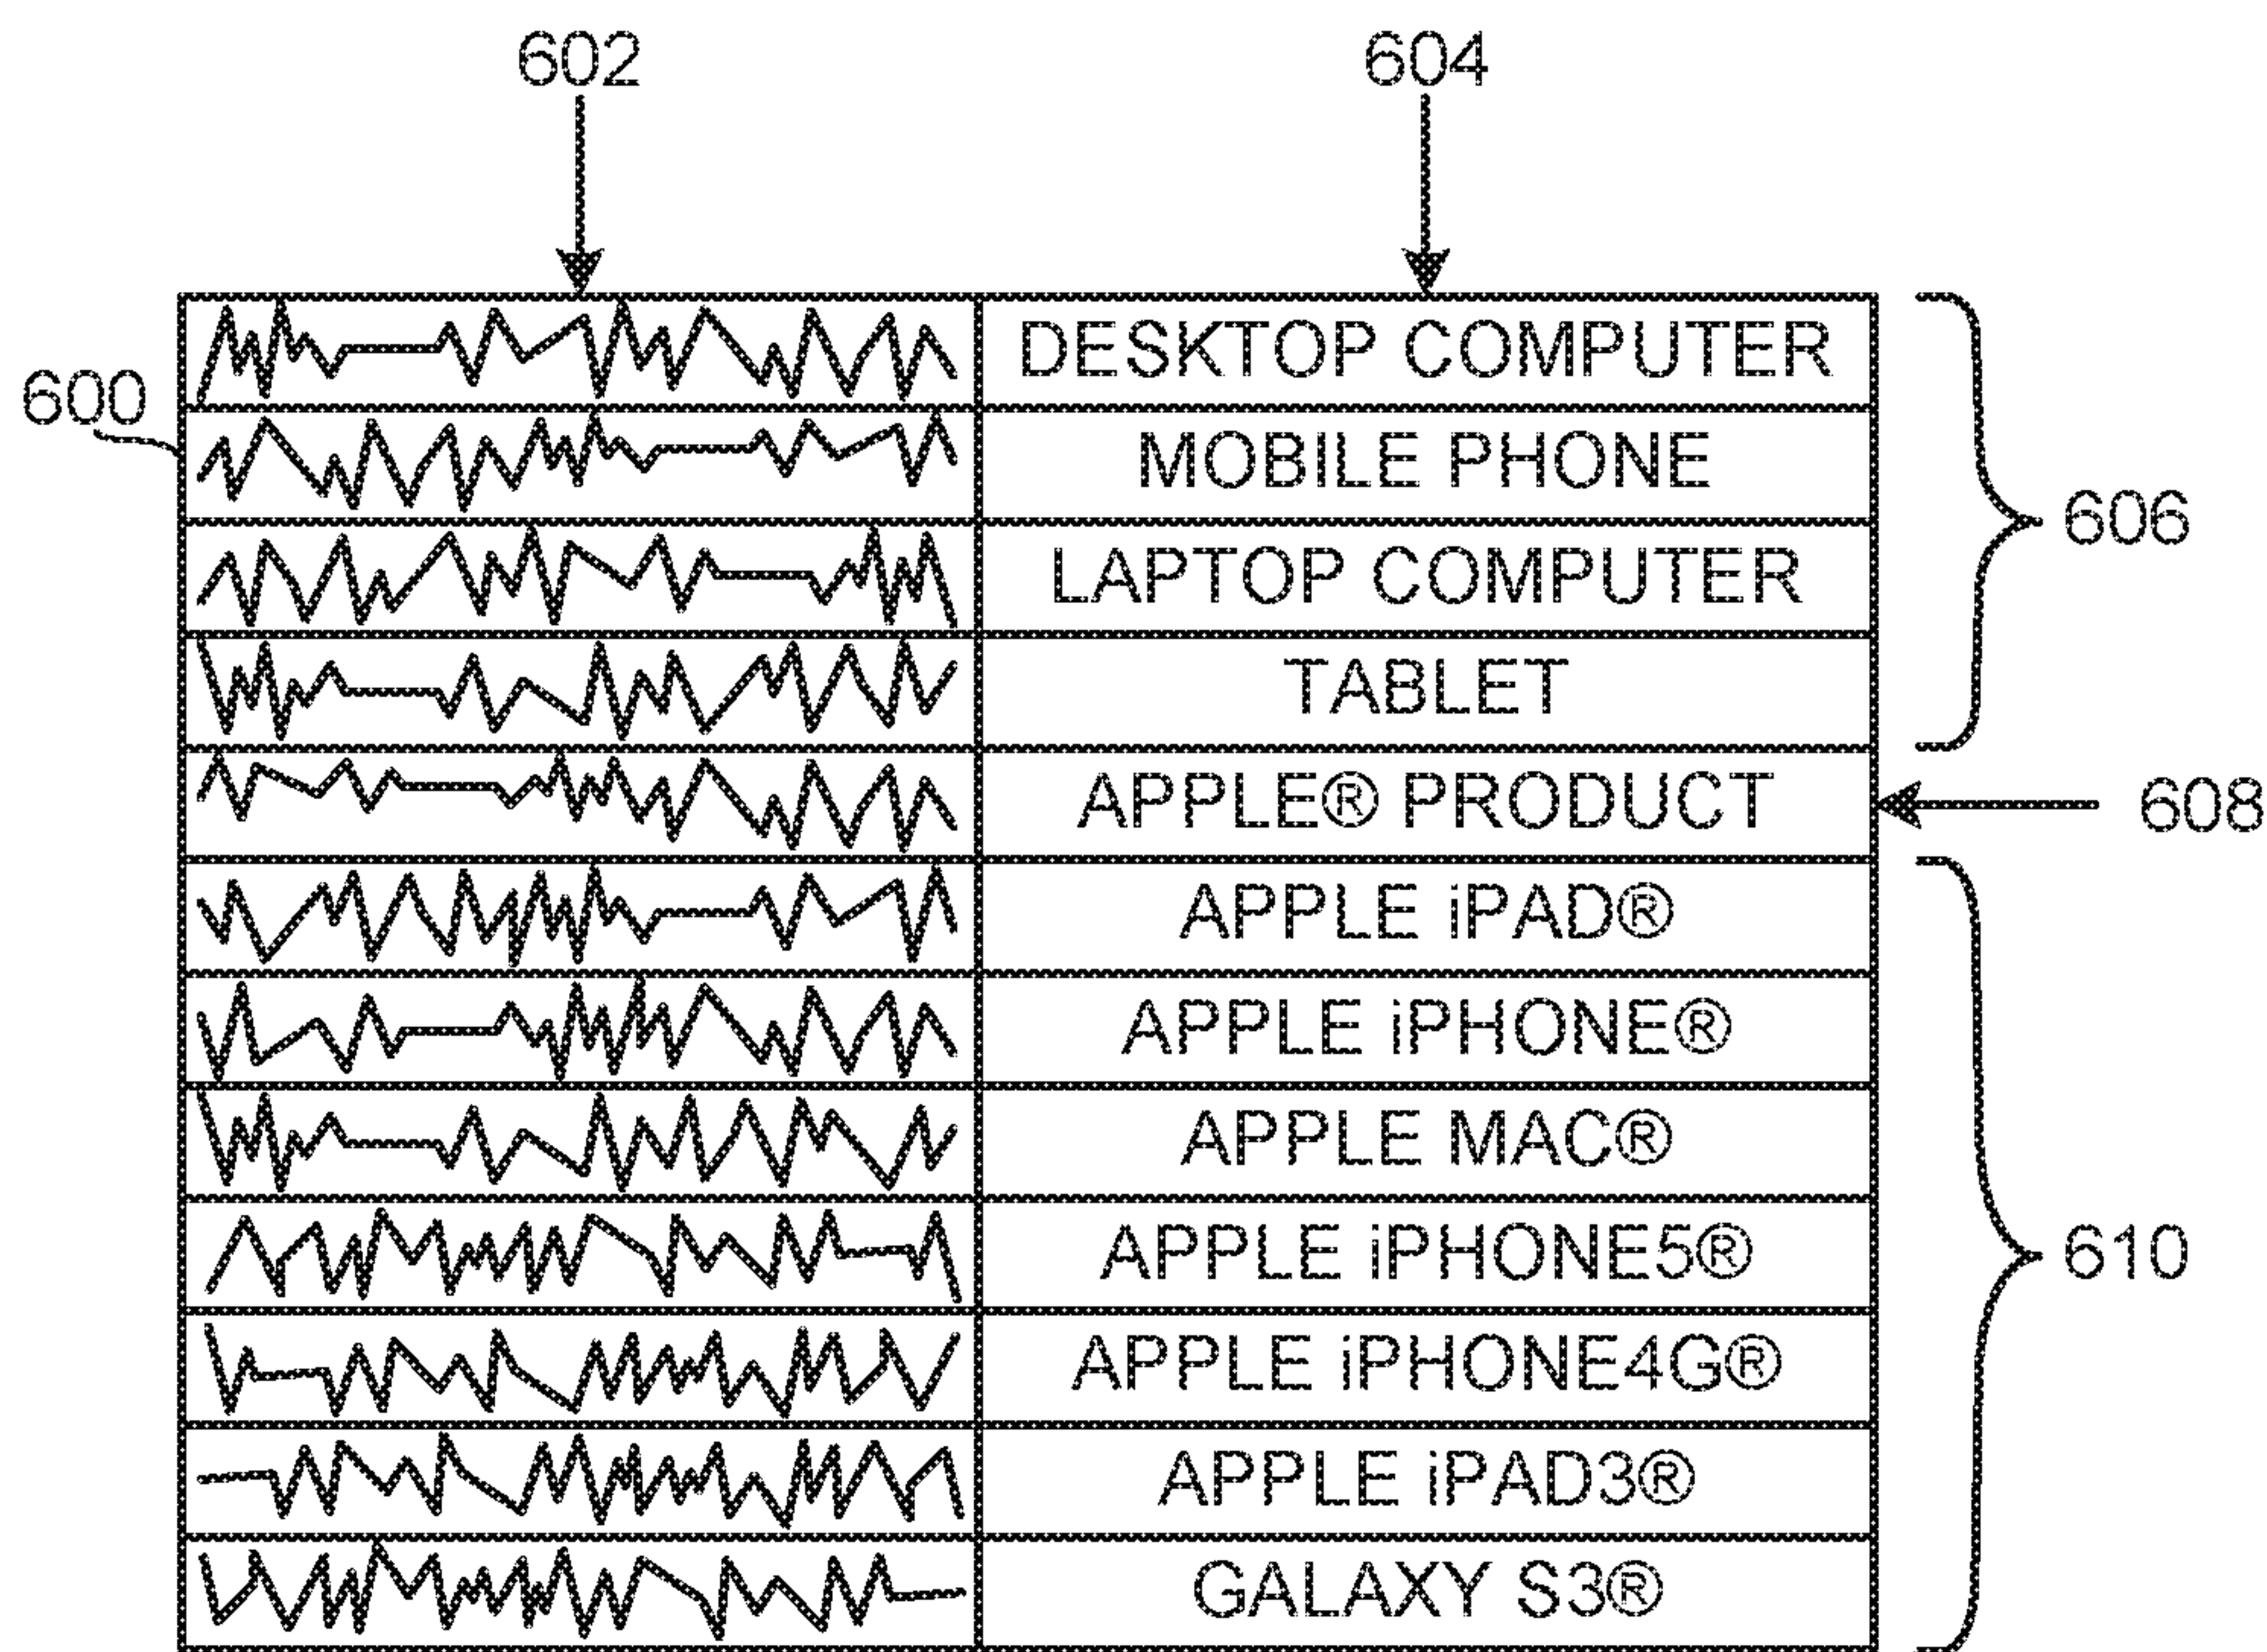 602 604
DESKTOP COMPUTER
600
MOBILE PHONE
606
LAPTOP COMPUTER
TABLET
APPLE® PRODUCT
608
APPLE iPAD®
APPLE iPHONE®
APPLE MAC®
APPLE iPHONE5®
610
APPLE iPHONE4G®
APPLE iPAD3®
GALAXY S3®